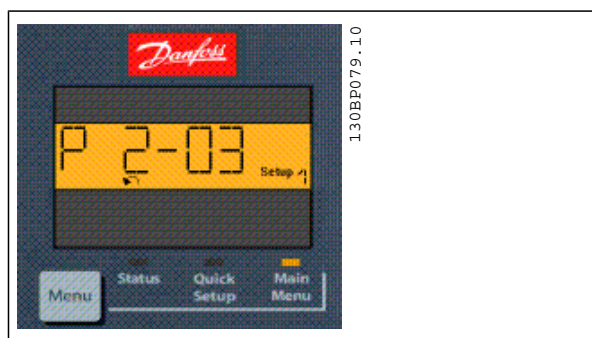 Danfoss
P 2-03
Setup 1
Status
Quick Setup
Main Menu
Menu
130BP079.10